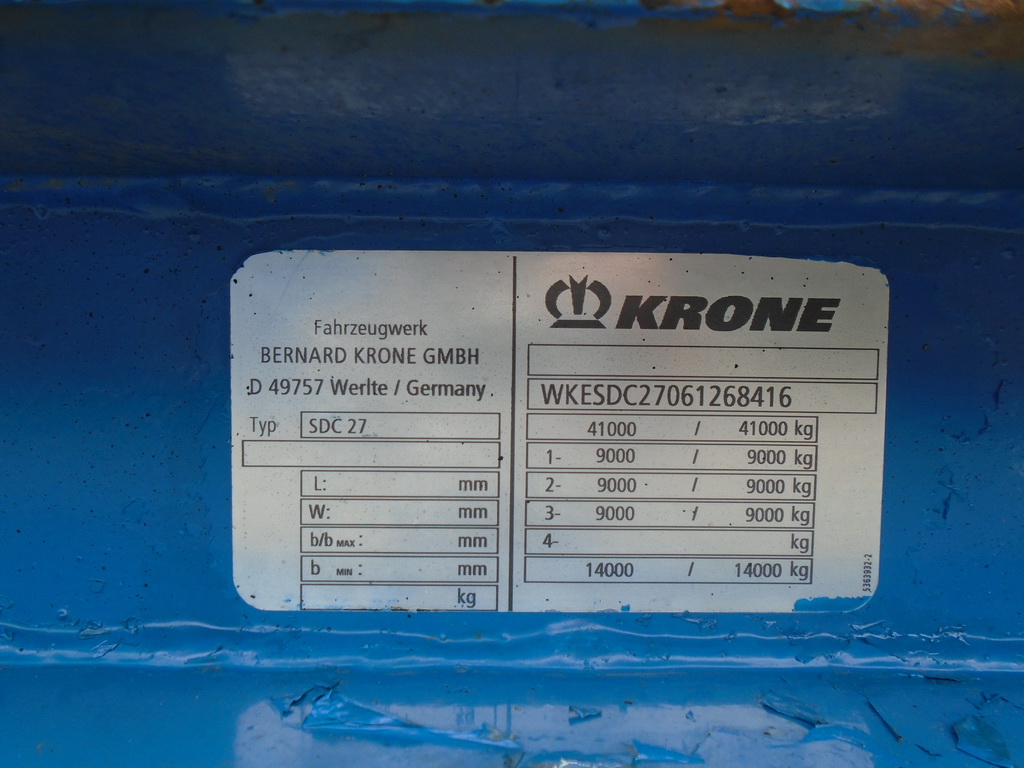 Fahrzeugwerk
BERNARD KRONE GMBH
D 49757 Werlte / Germany
Typ SDC 27
L: mm
W: mm
b/b MAX : mm
b MIN : mm
kg
KRONE
WKESDC27061268416
41000 / 41000 kg
1- 9000 / 9000 kg
2- 9000 / 9000 kg
3- 9000 / 9000 kg
4- kg
14000 / 14000 kg
5363932-2